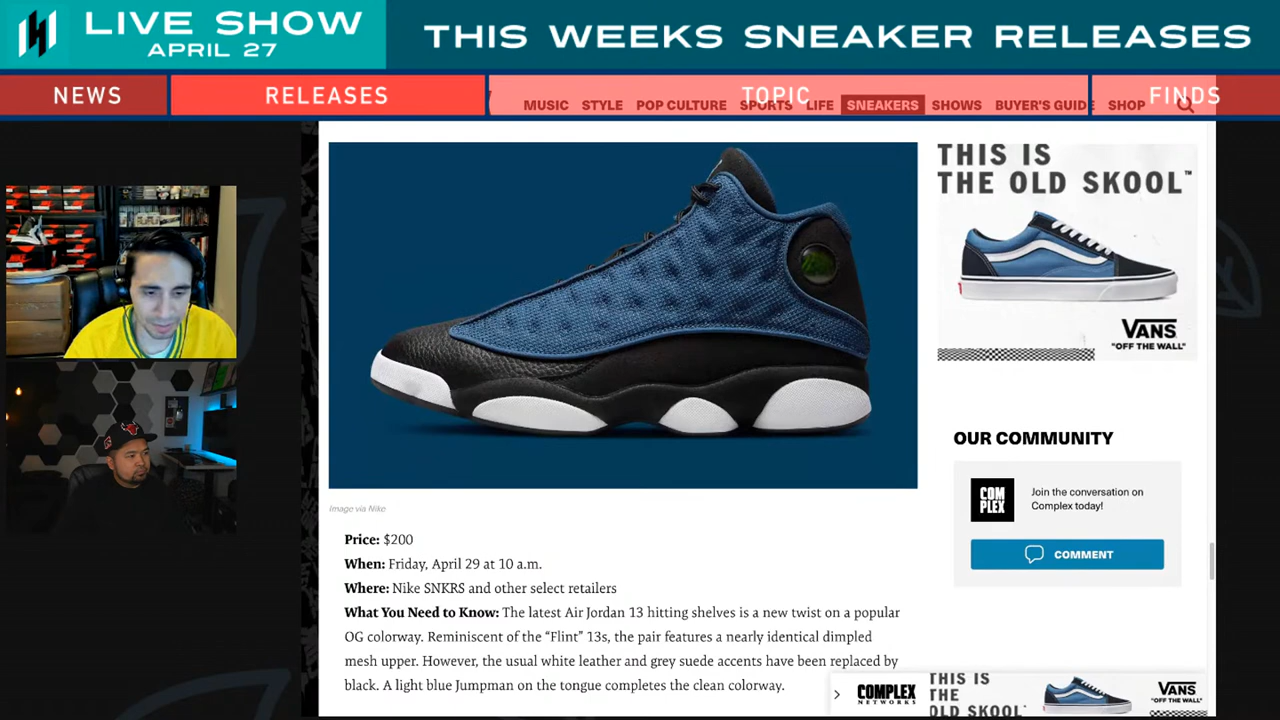 LIVE SHOW
APRIL 27
THIS WEEKS SNEAKER RELEASES
NEWS
RELEASES
TOPIC
FINDS
MUSIC STYLE POP CULTURE SPORTS LIFE SNEAKERS SHOWS BUYER'S GUIDE SHOP
THIS IS
THE OLD SKOOL™
VANS
"OFF THE WALL"
Image via Nike
OUR COMMUNITY
COM
PLEX
Join the conversation on
Complex today!
COMMENT
Price: $200
When: Friday, April 29 at 10 a.m.
Where: Nike SNKRS and other select retailers
What You Need to Know: The latest Air Jordan 13 hitting shelves is a new twist on a popular
OG colorway. Reminiscent of the “Flint” 13s, the pair features a nearly identical dimpled
mesh upper. However, the usual white leather and grey suede accents have been replaced by
black. A light blue Jumpman on the tongue completes the clean colorway.
COMPLEX
NETWORKS
THIS IS
THE
OLD SKOOL™
VANS
"OFF THE WALL"